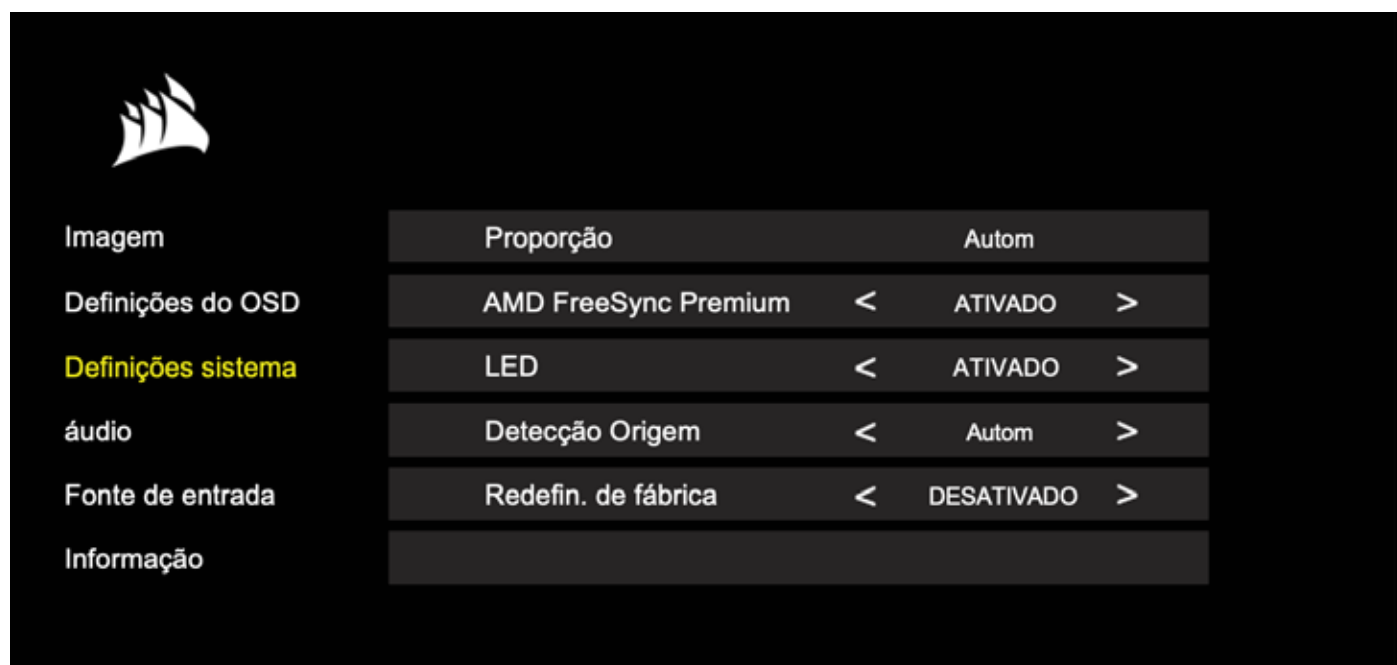 Imagem Proporção Autom
Definições do OSD AMD FreeSync Premium < ATIVADO >
Definições sistema LED < ATIVADO >
áudio Detecção Origem < Autom >
Fonte de entrada Redefin. de fábrica < DESATIVADO >
Informação